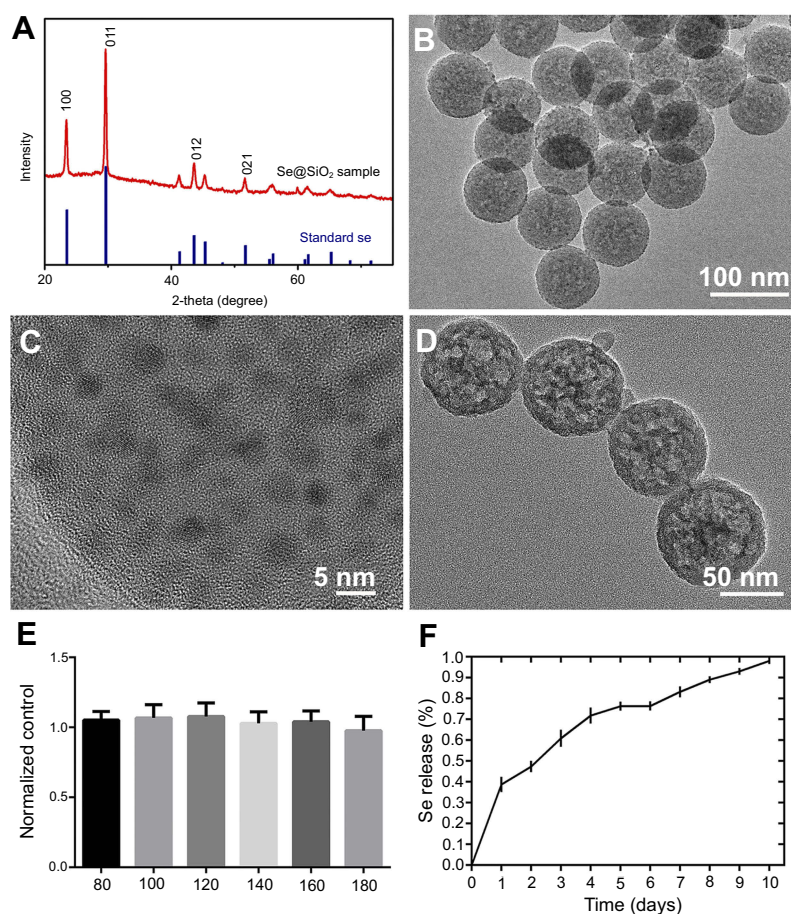 A
Intensity
100
011
012
021
Se@SiO₂ sample
Standard se
20
40
60
2-theta (degree)
B
100 nm
C
5 nm
D
50 nm
E
Normalized control
1.5
1.0
0.5
0.0
80
100
120
140
160
180
F
Se release (%)
1.0
0.9
0.8
0.7
0.6
0.5
0.4
0.3
0.2
0.1
0.0
0 1 2 3 4 5 6 7 8 9 10
Time (days)